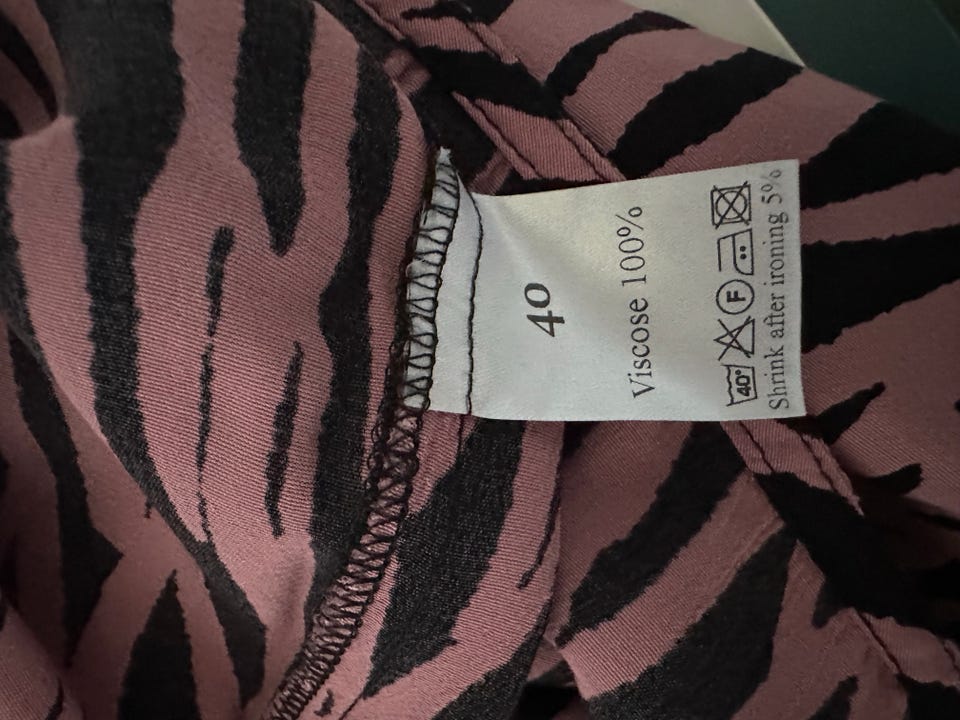 40
Viscose 100%
40° F
Shrink after ironing 5%